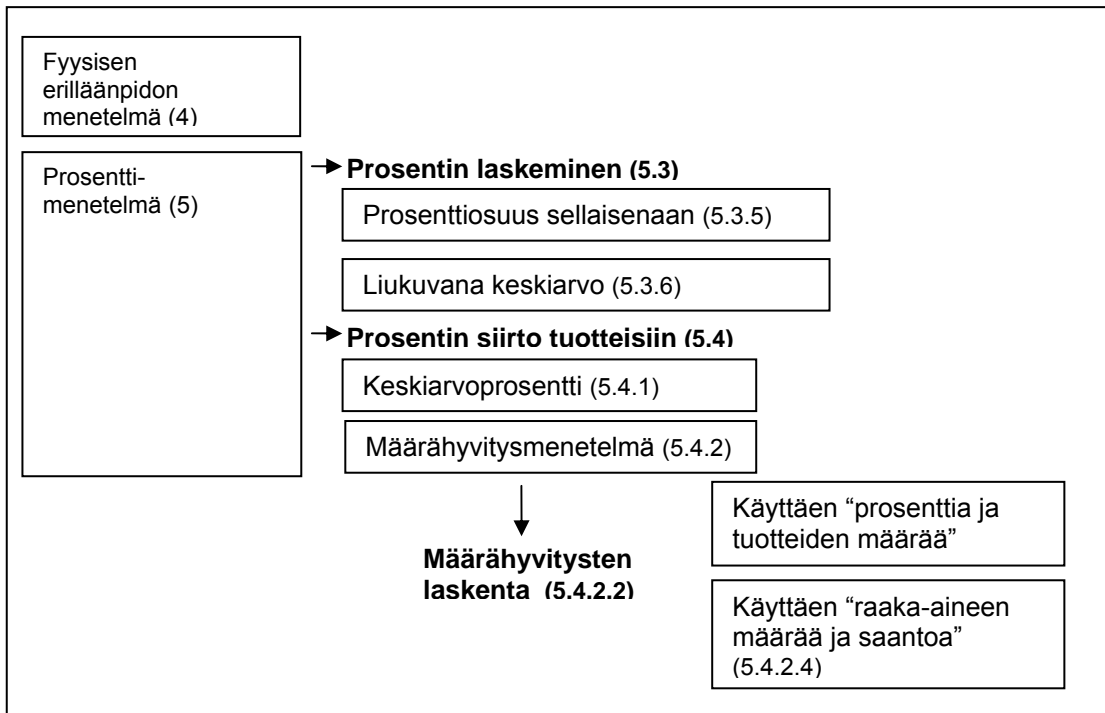 Fyysisen
erilläänpidon
menetelmä (4)
Prosentti-
menetelmä (5)
Prosentin laskeminen (5.3)
Prosenttiosuus sellaisenaan (5.3.5)
Liukuvana keskiarvo (5.3.6)
Prosentin siirto tuotteisiin (5.4)
Keskiarvoprosentti (5.4.1)
Määrähyvitysmenetelmä (5.4.2)
Määrähyvitysten
laskenta (5.4.2.2)
Käyttäen “prosenttia ja
tuotteiden määrää”
Käyttäen “raaka-aineen
määrää ja saantoa”
(5.4.2.4)